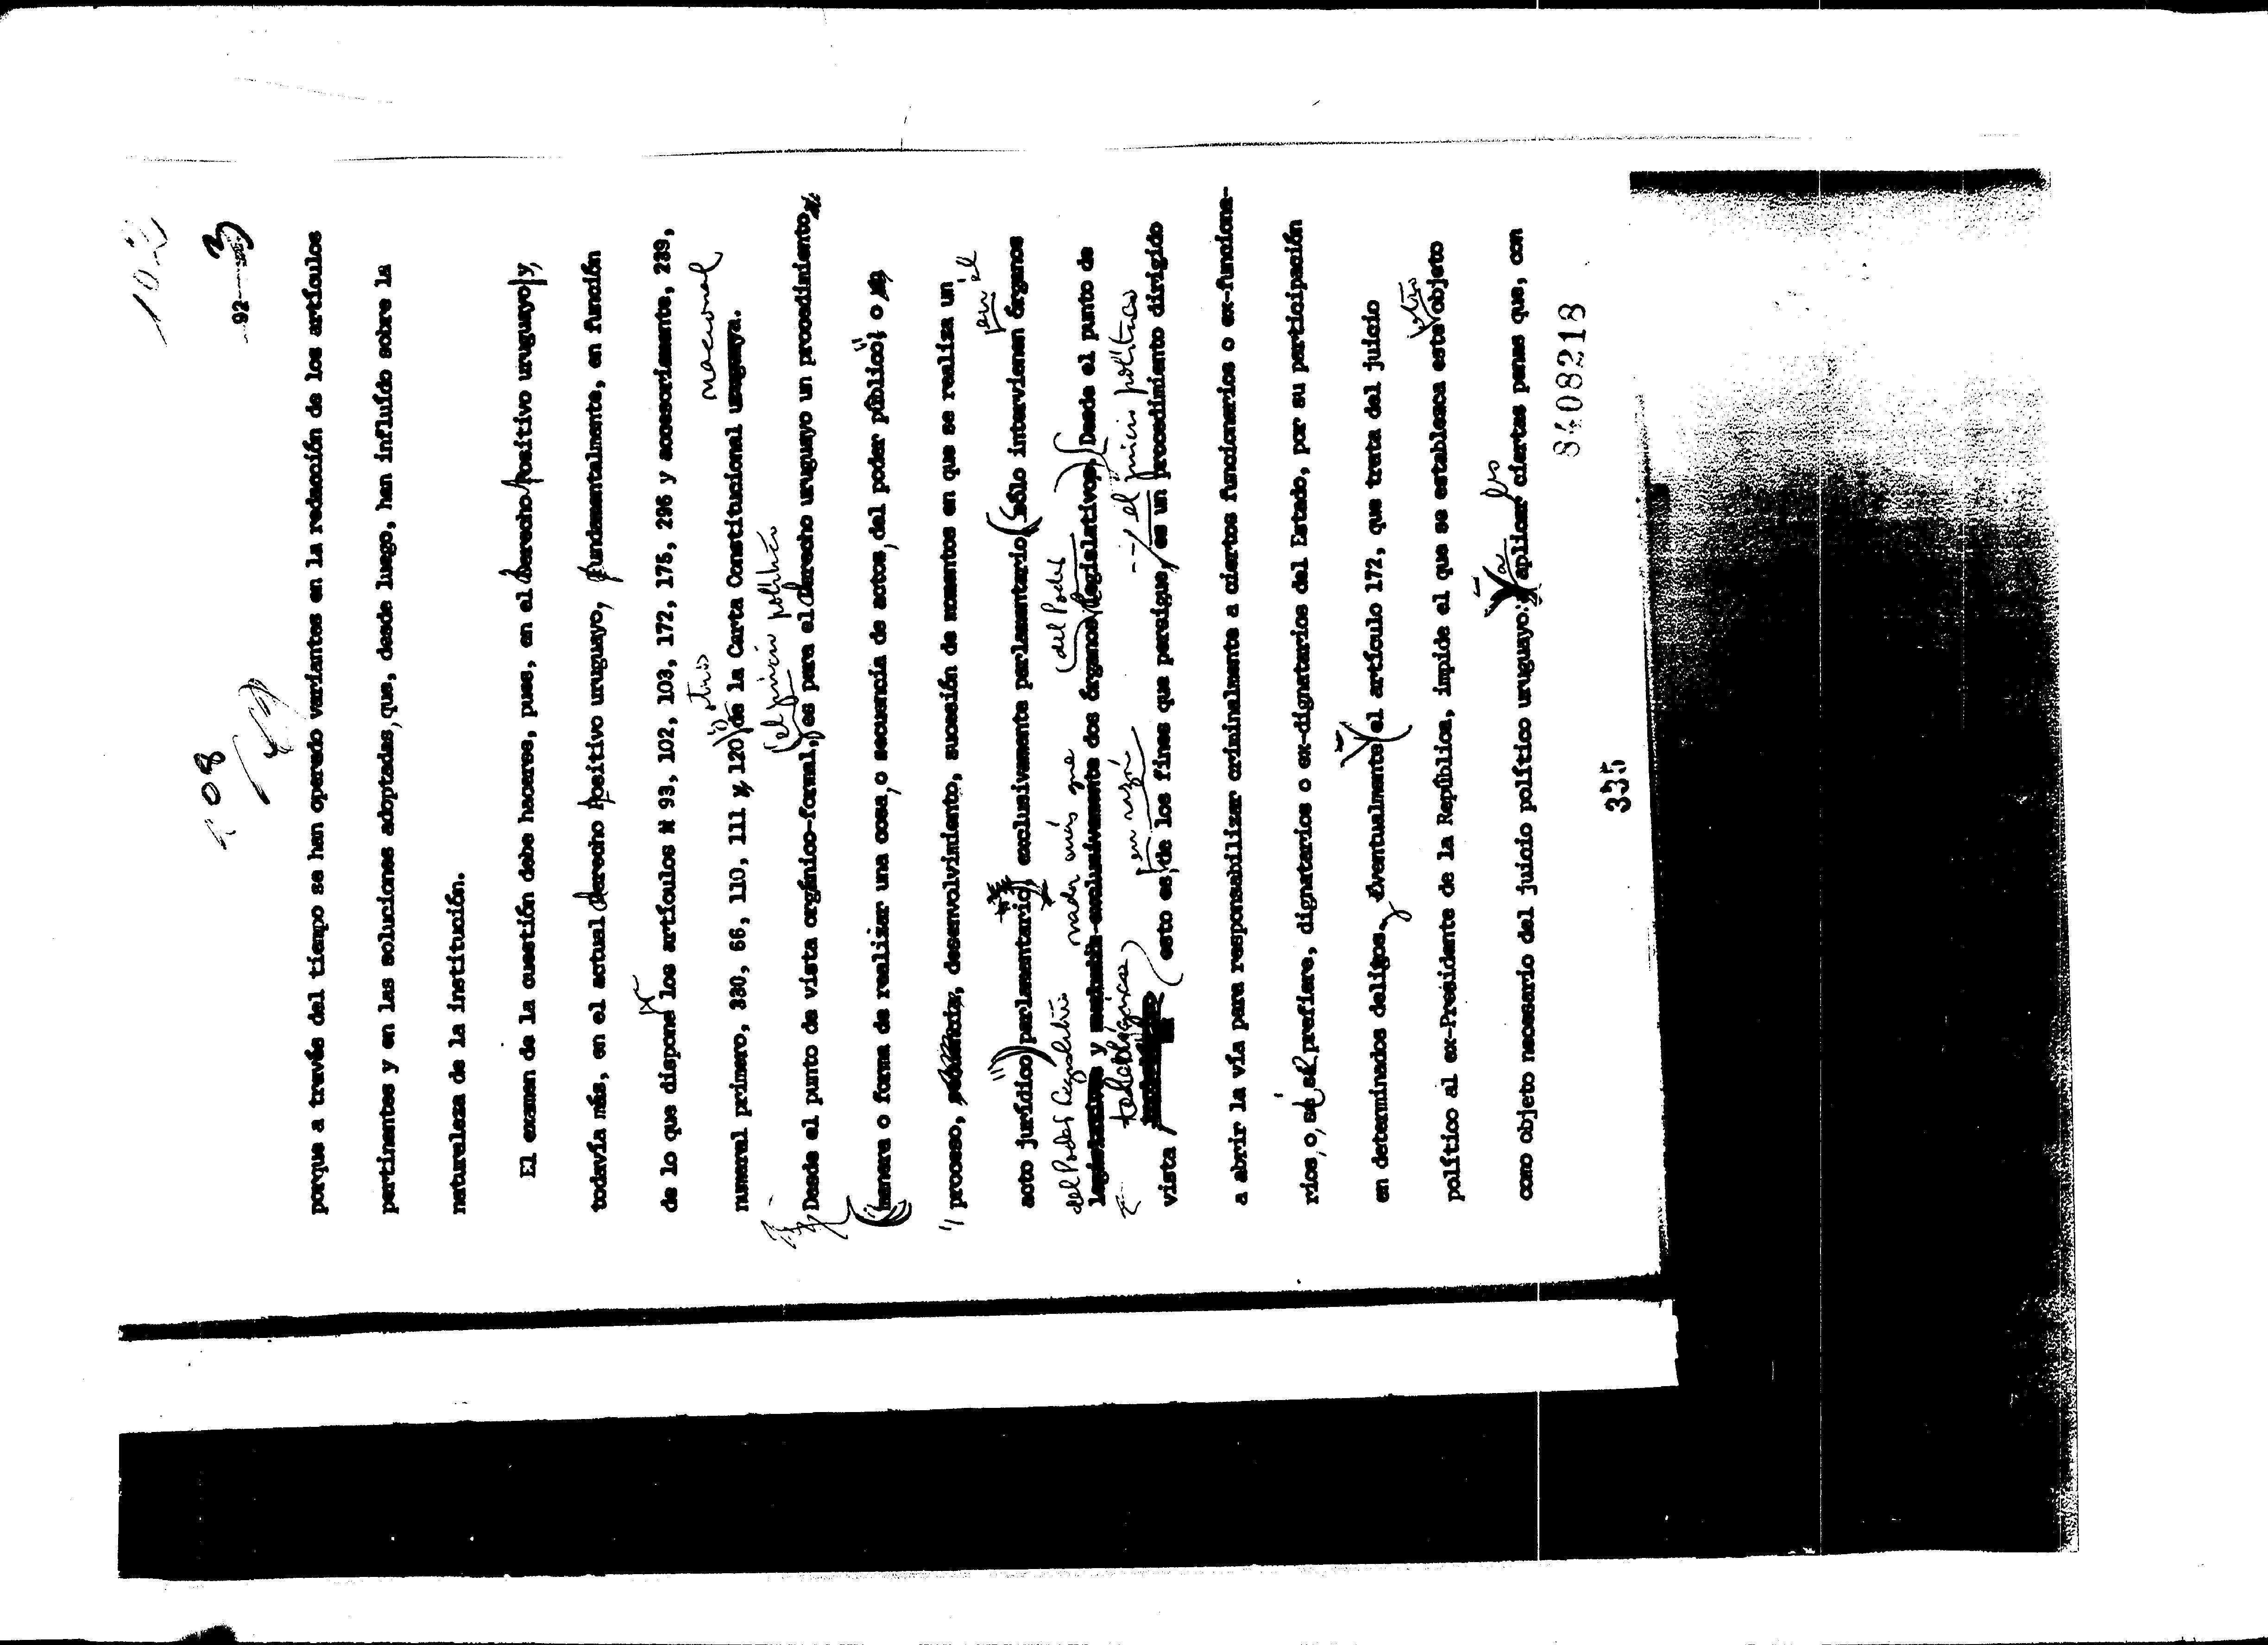 102
92 3
porque a través del tiempo se han operado variantes en la redacción de los artículos
pertinentes y en las soluciones adoptadas, que, desde luego, han influído sobre la
naturaleza de la institución.
El examen de la cuestión debe hacerse, pues, en el derecho positivo uruguayo y,
todavía más, en el actual derecho positivo uruguayo, fundamentalmente, en función
de lo que dispone los artículos 93, 102, 103, 172, 175, 296 y accesoriamente, 239,
otros nacional
numeral primero, 330, 66, 110, 111 y 120 de la Carta Constitucional uruguaya.
(el juicio político
Desde el punto de vista orgánico-formal, es para el derecho uruguayo un procedimiento,
manera o forma de realizar una cosa, o secuencia de actos, del poder público; o
proceso, desenvolvimiento, sucesión de momentos en que se realiza un
en el
acto jurídico parlamentario, exclusivamente parlamentario. Sólo intervienen órganos
del Poder Legislativo nada más que (del Poder
y dos órganos legislativos. Desde el punto de
teleológico en razón el juicio político
vista (esto es, de los fines que persigue, es un procedimiento dirigido
a abrir la vía para responsabilizar criminalmente a ciertos funcionarios o ex-funciona-
rios, o, si se prefiere, dignatarios o ex-dignatarios del Estado, por su participación
en determinados delitos. Eventualmente el artículo 172, que trata del juicio
otro
político al ex-Presidente de la República, impide el que se establezca este objeto
a los
como objeto necesario del juicio político uruguayo: aplicar ciertas penas que, con
8408218
335